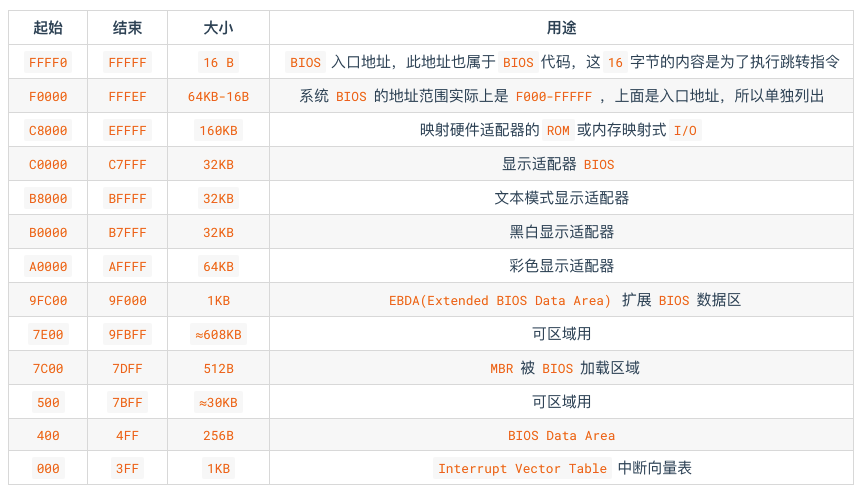 起始 结束 大小 用途
FFFF0 FFFFF 16 B BIOS 入口地址，此地址也属于 BIOS 代码，这 16 字节的内容是为了执行跳转指令
F0000 FFFEF 64KB-16B 系统 BIOS 的地址范围实际上是 F000-FFFFF ，上面是入口地址，所以单独列出
C8000 EFFFF 160KB 映射硬件适配器的 ROM 或内存映射式 I/O
C0000 C7FFF 32KB 显示适配器 BIOS
B8000 BFFFF 32KB 文本模式显示适配器
B0000 B7FFF 32KB 黑白显示适配器
A0000 AFFFF 64KB 彩色显示适配器
9FC00 9F000 1KB EBDA(Extended BIOS Data Area) 扩展 BIOS 数据区
7E00 9FBFF ≈608KB 可区域用
7C00 7DFF 512B MBR 被 BIOS 加载区域
500 7BFF ≈30KB 可区域用
400 4FF 256B BIOS Data Area
000 3FF 1KB Interrupt Vector Table 中断向量表